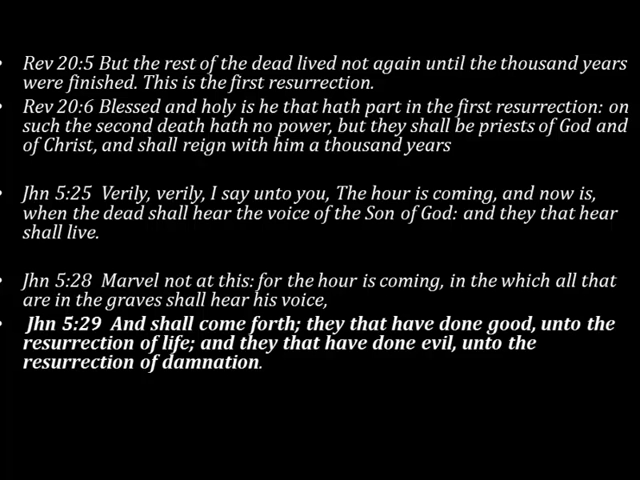 • Rev 20:5 But the rest of the dead lived not again until the thousand years
were finished. This is the first resurrection.
• Rev 20:6 Blessed and holy is he that hath part in the first resurrection: on
such the second death hath no power, but they shall be priests of God and
of Christ, and shall reign with him a thousand years
• Jhn 5:25 Verily, verily, I say unto you, The hour is coming, and now is,
when the dead shall hear the voice of the Son of God: and they that hear
shall live.
• Jhn 5:28 Marvel not at this: for the hour is coming, in the which all that
are in the graves shall hear his voice,
• Jhn 5:29 And shall come forth; they that have done good, unto the
resurrection of life; and they that have done evil, unto the
resurrection of damnation.